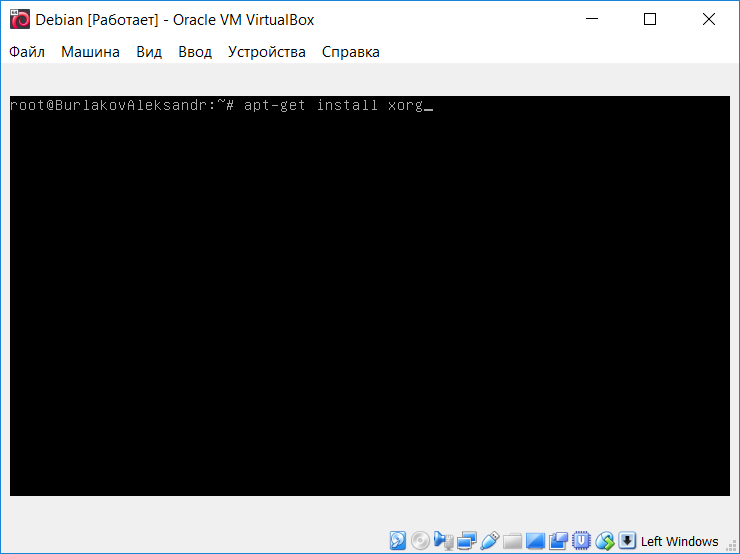 Debian [Работает] - Oracle VM VirtualBox
Файл Машина Вид Ввод Устройства Справка
root@BurlakovAleksandr:~# apt-get install xorg_
Left Windows